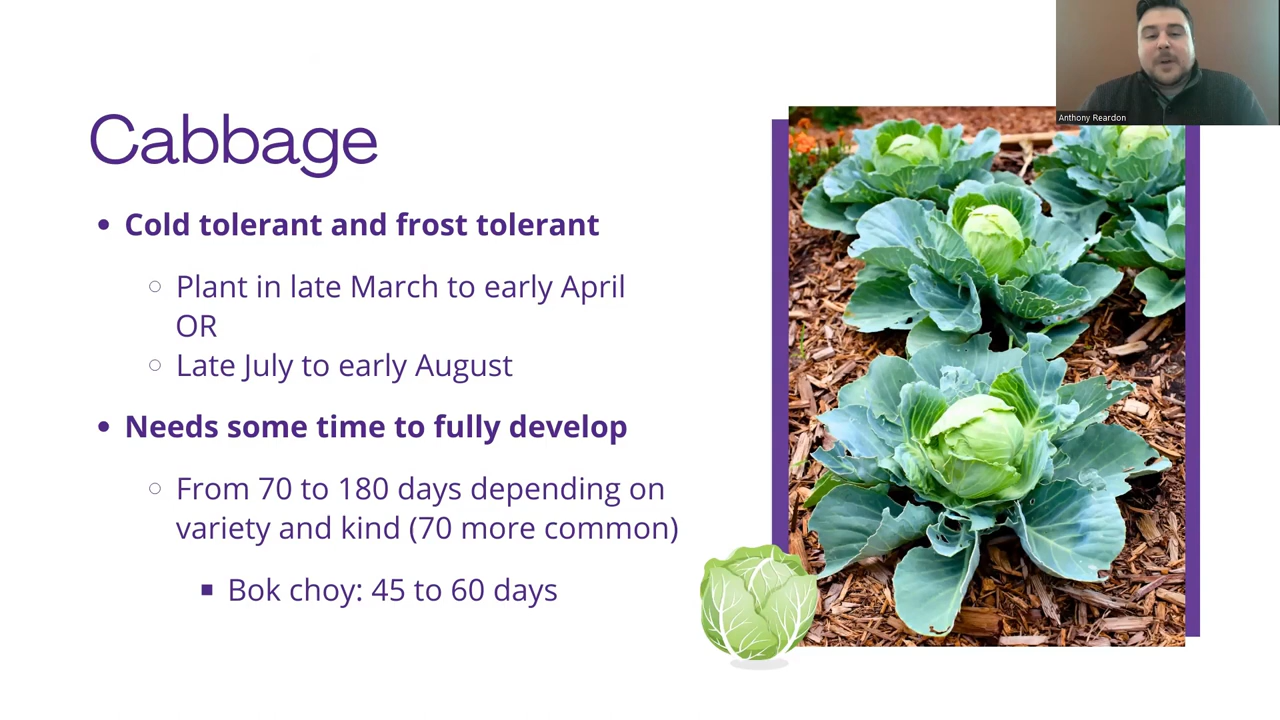 Cabbage
• Cold tolerant and frost tolerant
○ Plant in late March to early April
OR
○ Late July to early August
• Needs some time to fully develop
○ From 70 to 180 days depending on
variety and kind (70 more common)
▪ Bok choy: 45 to 60 days
Anthony Reardon